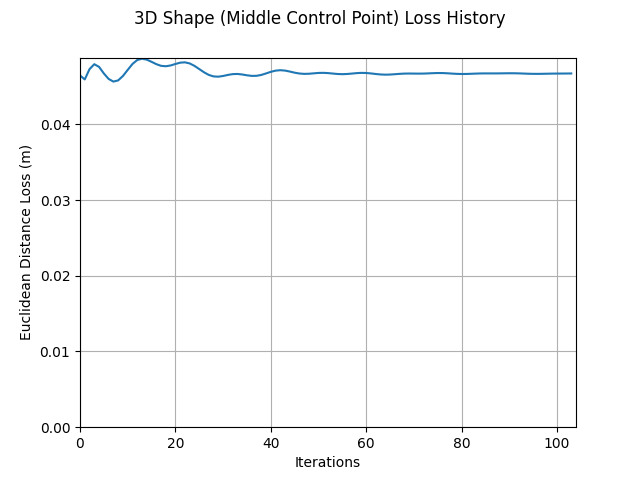 3D Shape (Middle Control Point) Loss History
Euclidean Distance Loss (m)
0.04
0.03
0.02
0.01
0.00
0 20 40 60 80 100
Iterations